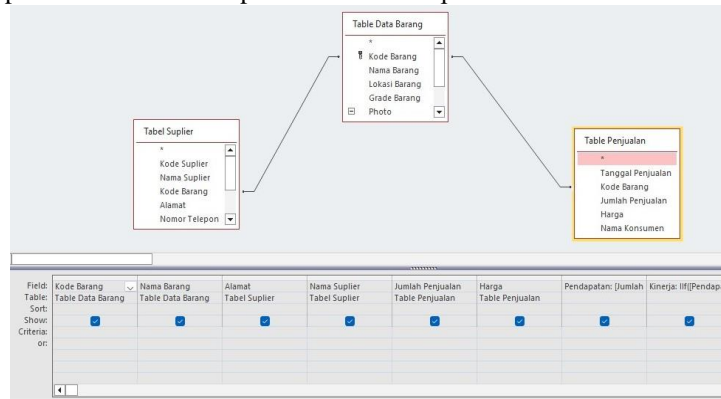 Table Data Barang
*
Kode Barang
Nama Barang
Lokasi Barang
Grade Barang
Photo
Tabel Suplier
*
Kode Suplier
Nama Suplier
Kode Barang
Alamat
Nomor Telepon
Table Penjualan
*
Tanggal Penjualan
Kode Barang
Jumlah Penjualan
Harga
Nama Konsumen
Field: Kode Barang Nama Barang Alamat Nama Suplier Jumlah Penjualan Harga Pendapatan: [Jumlah Kinerja: IIf([Pendap
Table: Table Data Barang Table Data Barang Tabel Suplier Tabel Suplier Table Penjualan Table Penjualan
Sort:
Show:
Criteria:
or: